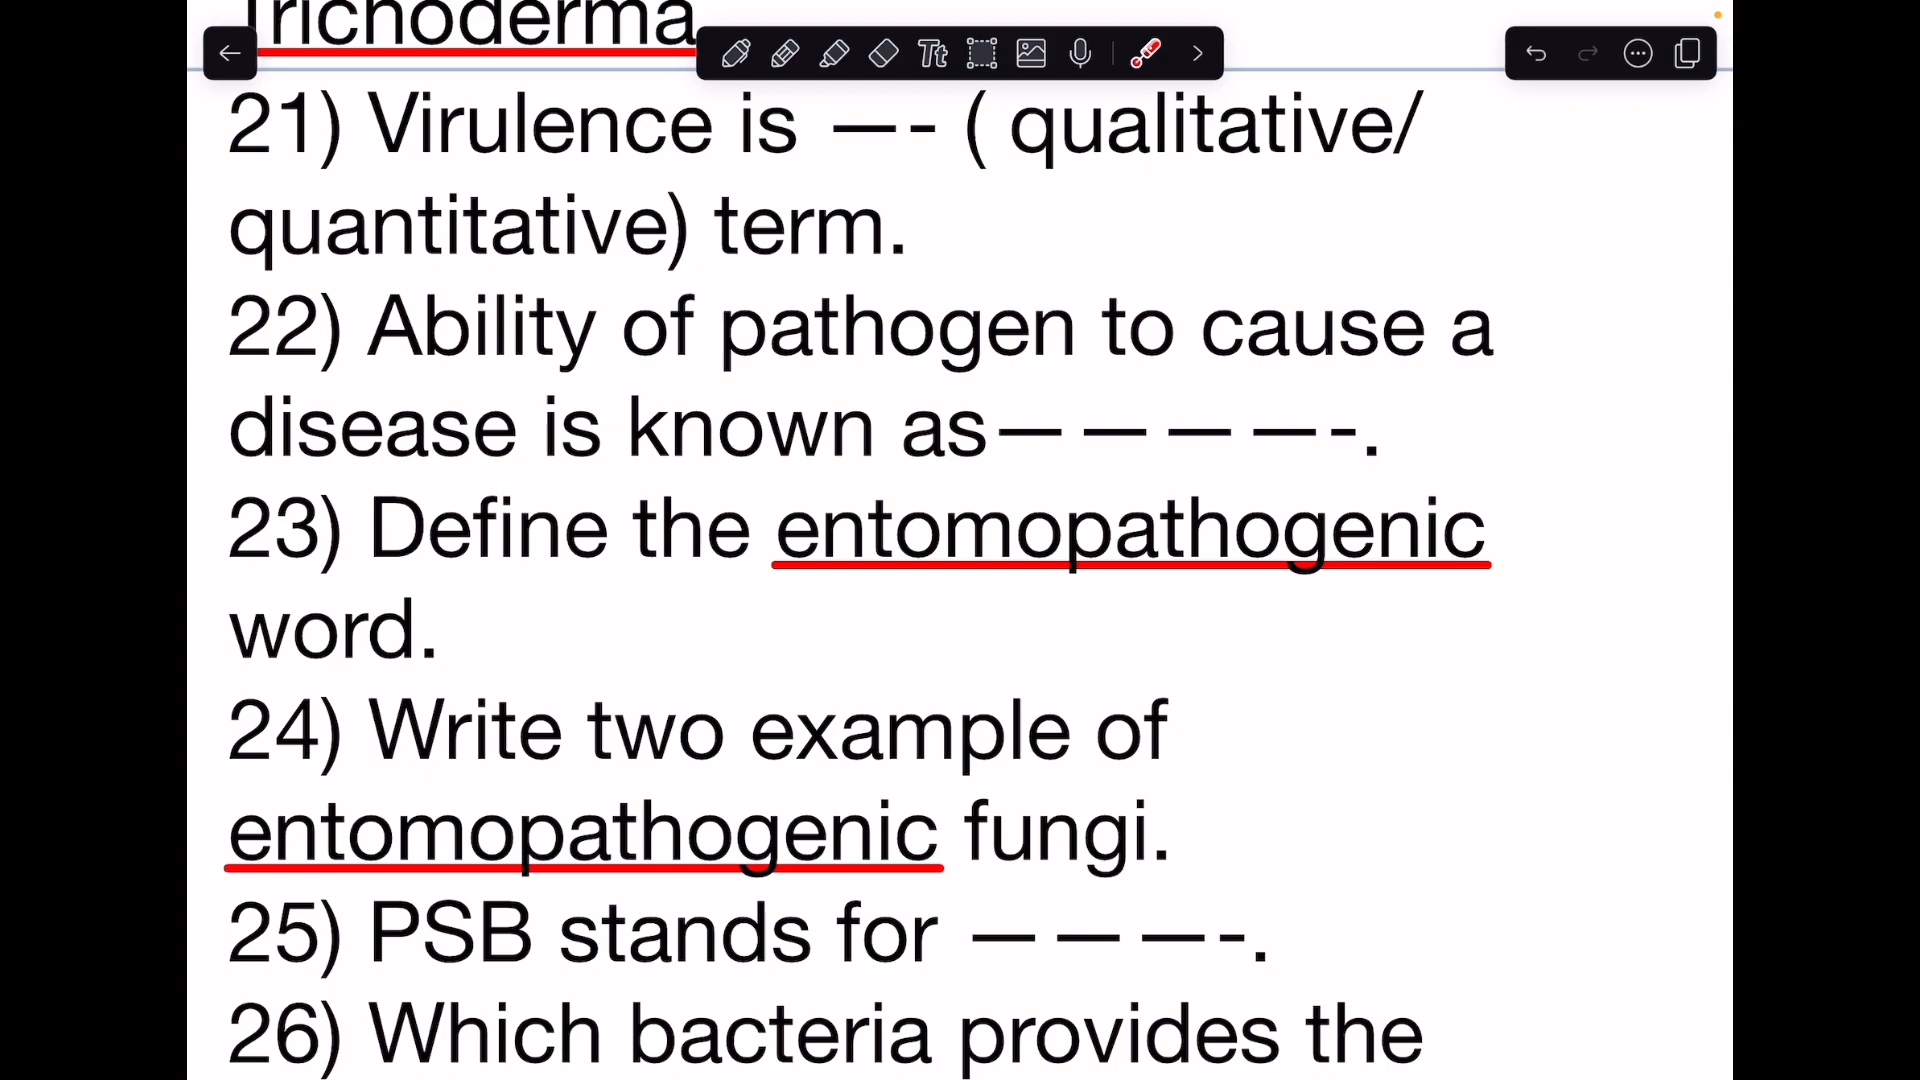 Trichoderma
21) Virulence is —- ( qualitative/
quantitative) term.
22) Ability of pathogen to cause a
disease is known as————-.
23) Define the entomopathogenic
word.
24) Write two example of
entomopathogenic fungi.
25) PSB stands for ———-.
26) Which bacteria provides the